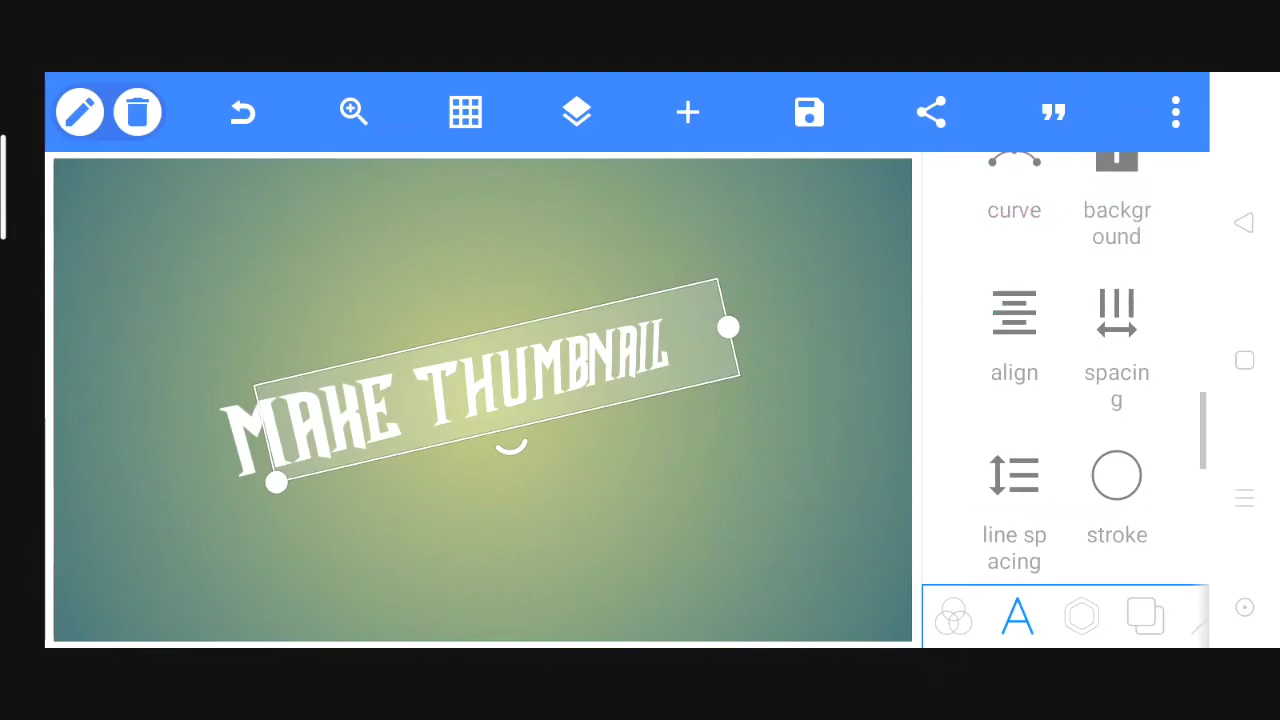 curve
backgr
ound
MAKE THUMBNAIL
align
spacin
g
line sp
acing
stroke